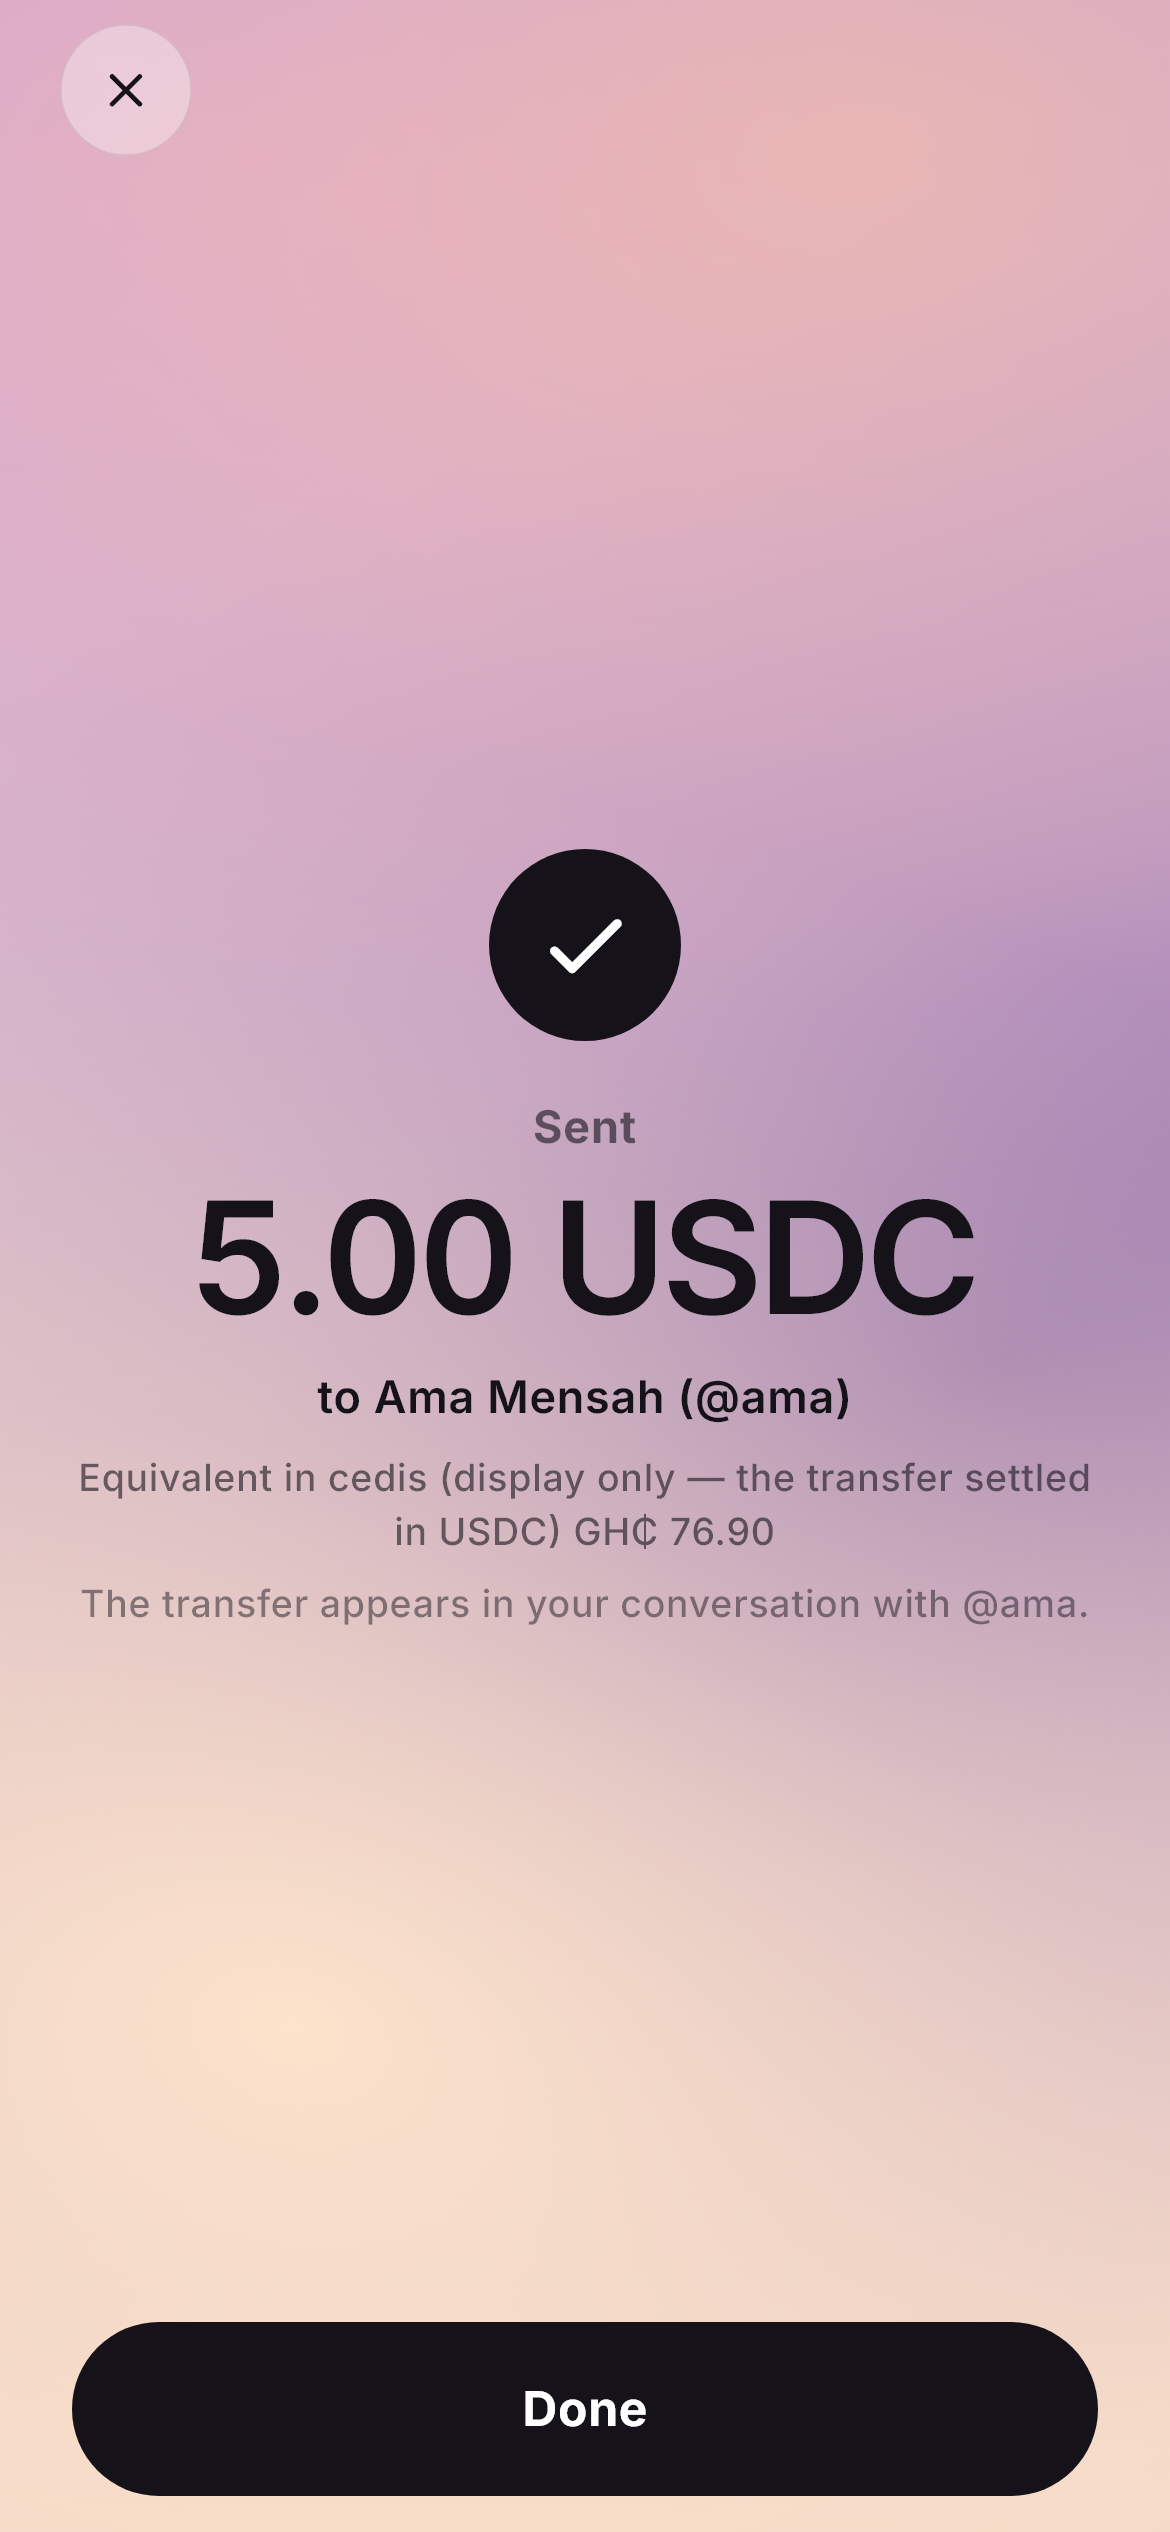 Sent
5.00 USDC
to Ama Mensah (@ama)
Equivalent in cedis (display only — the transfer settled
in USDC) GH₵ 76.90
The transfer appears in your conversation with @ama.
Done